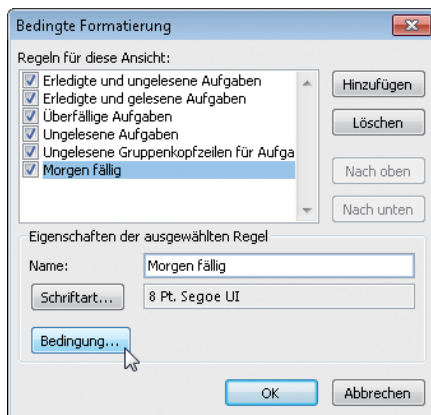 Bedingte Formatierung
Regeln für diese Ansicht:
Erledigte und ungelesene Aufgaben
Erledigte und gelesene Aufgaben
Überfällige Aufgaben
Ungelesene Aufgaben
Ungelesene Gruppenkopfzeilen für Aufga
Morgen fällig
Hinzufügen
Löschen
Nach oben
Nach unten
Eigenschaften der ausgewählten Regel
Name: Morgen fällig
Schriftart... 8 Pt. Segoe UI
Bedingung...
OK Abbrechen